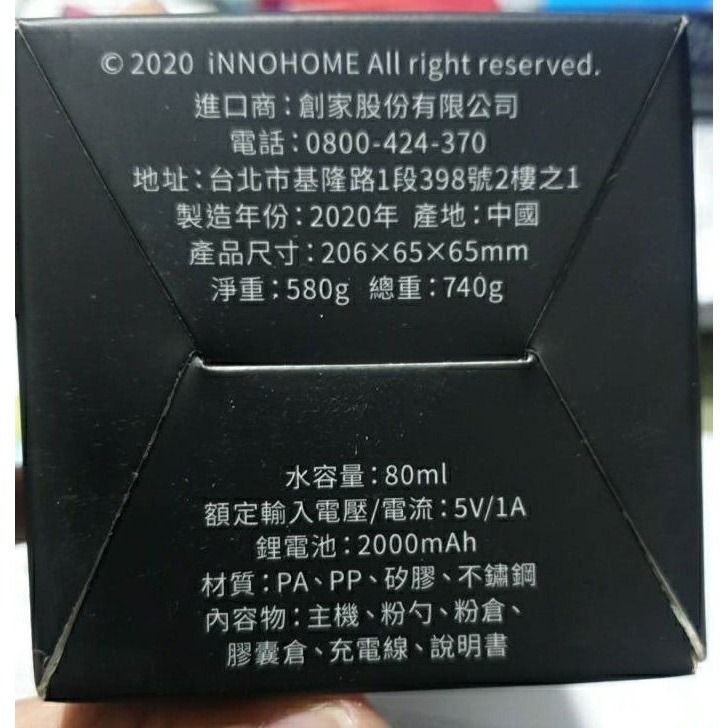 © 2020 iNNOHOME All right reserved.
進口商：創家股份有限公司
電話：0800-424-370
地址：台北市基隆路1段398號2樓之1
製造年份：2020年 產地：中國
產品尺寸：206×65×65mm
淨重：580g 總重：740g
水容量：80ml
額定輸入電壓/電流：5V/1A
鋰電池：2000mAh
材質：PA、PP、矽膠、不鏽鋼
內容物：主機、粉勺、粉倉、
膠囊倉、充電線、說明書